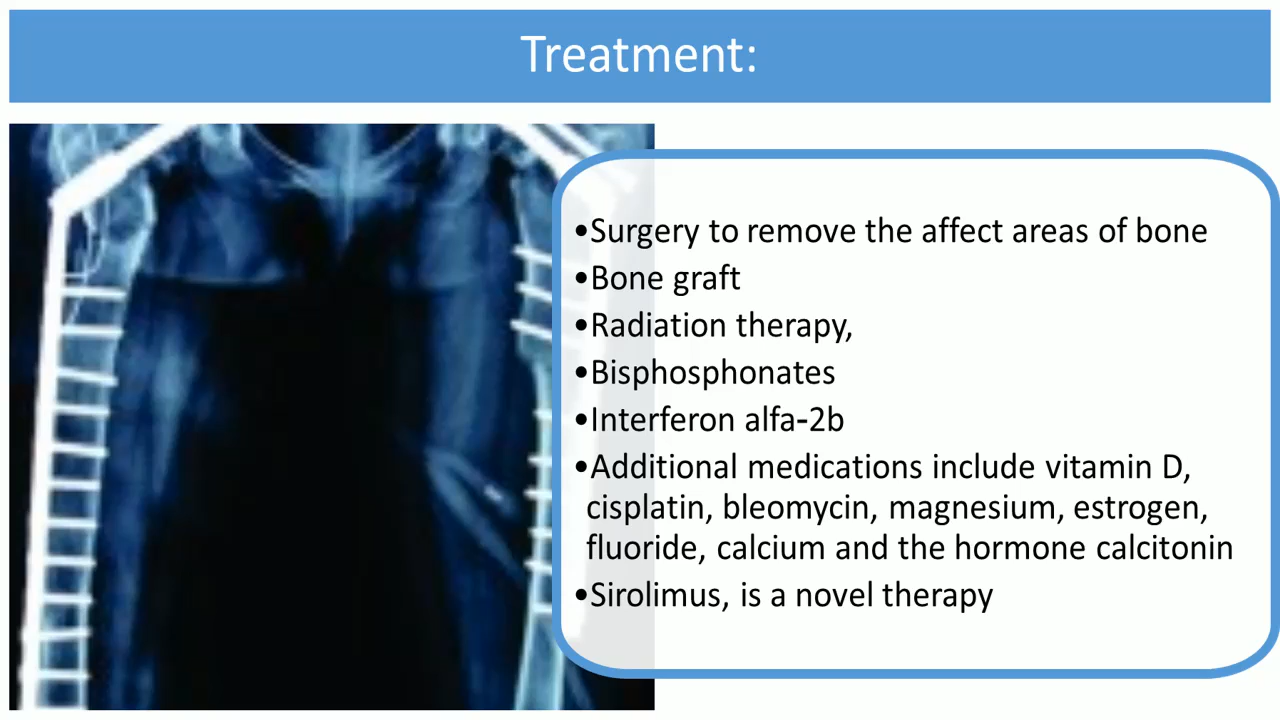 Treatment:
•Surgery to remove the affect areas of bone
•Bone graft
•Radiation therapy,
•Bisphosphonates
•Interferon alfa-2b
•Additional medications include vitamin D,
cisplatin, bleomycin, magnesium, estrogen,
fluoride, calcium and the hormone calcitonin
•Sirolimus, is a novel therapy